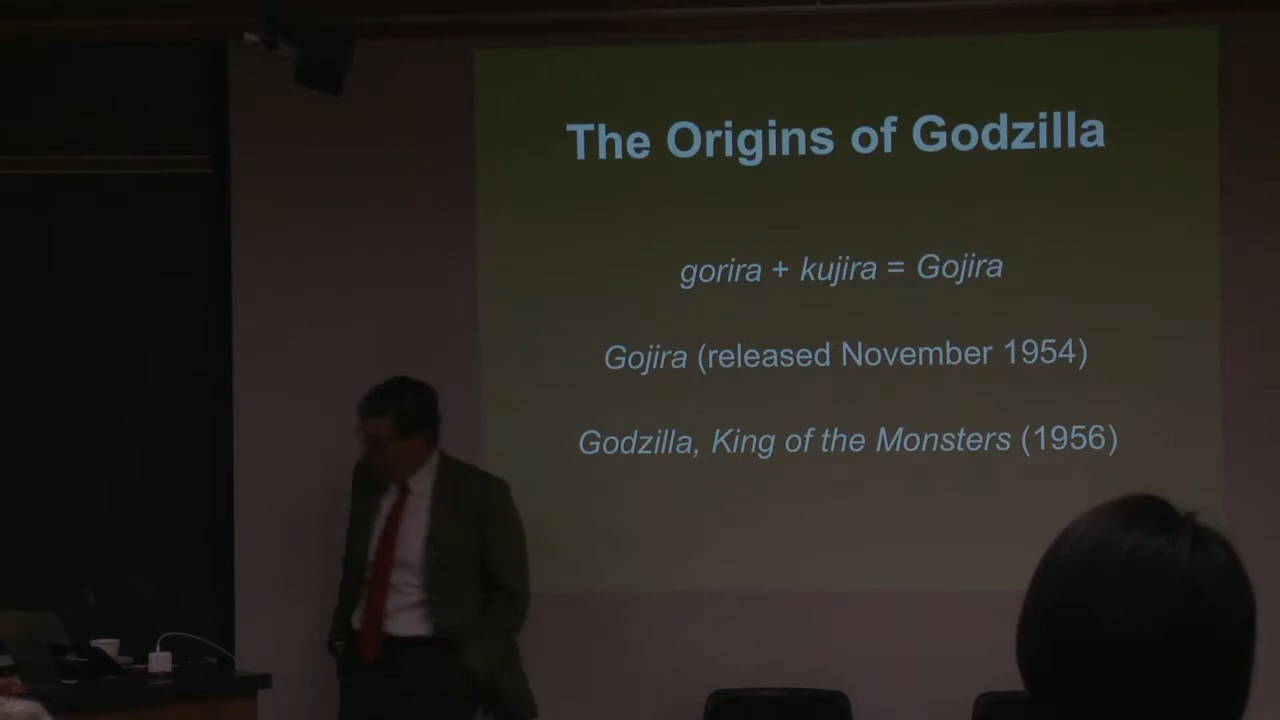 The Origins of Godzilla
gorira + kujira = Gojira
Gojira (released November 1954)
Godzilla, King of the Monsters (1956)